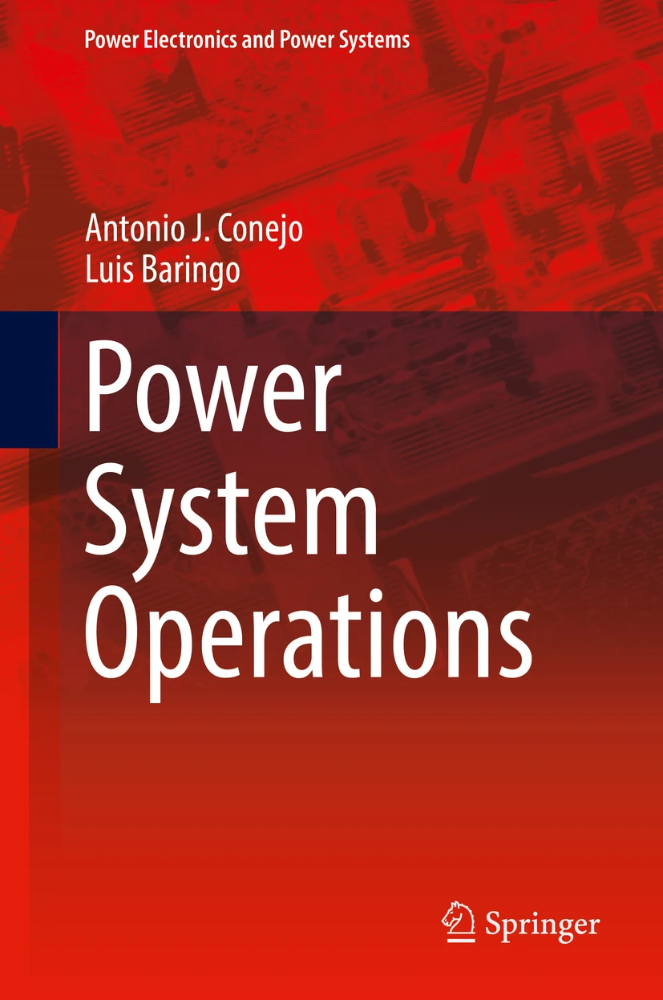 Power Electronics and Power Systems
Antonio J. Conejo
Luis Baringo
Power
System
Operations
Springer